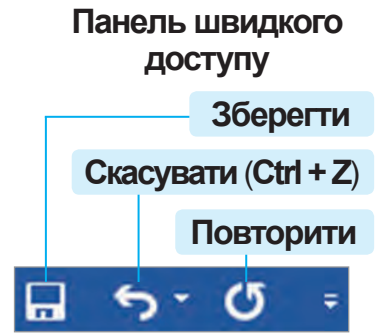 Панель швидкого
доступу
Зберегти
Скасувати (Ctrl + Z)
Повторити